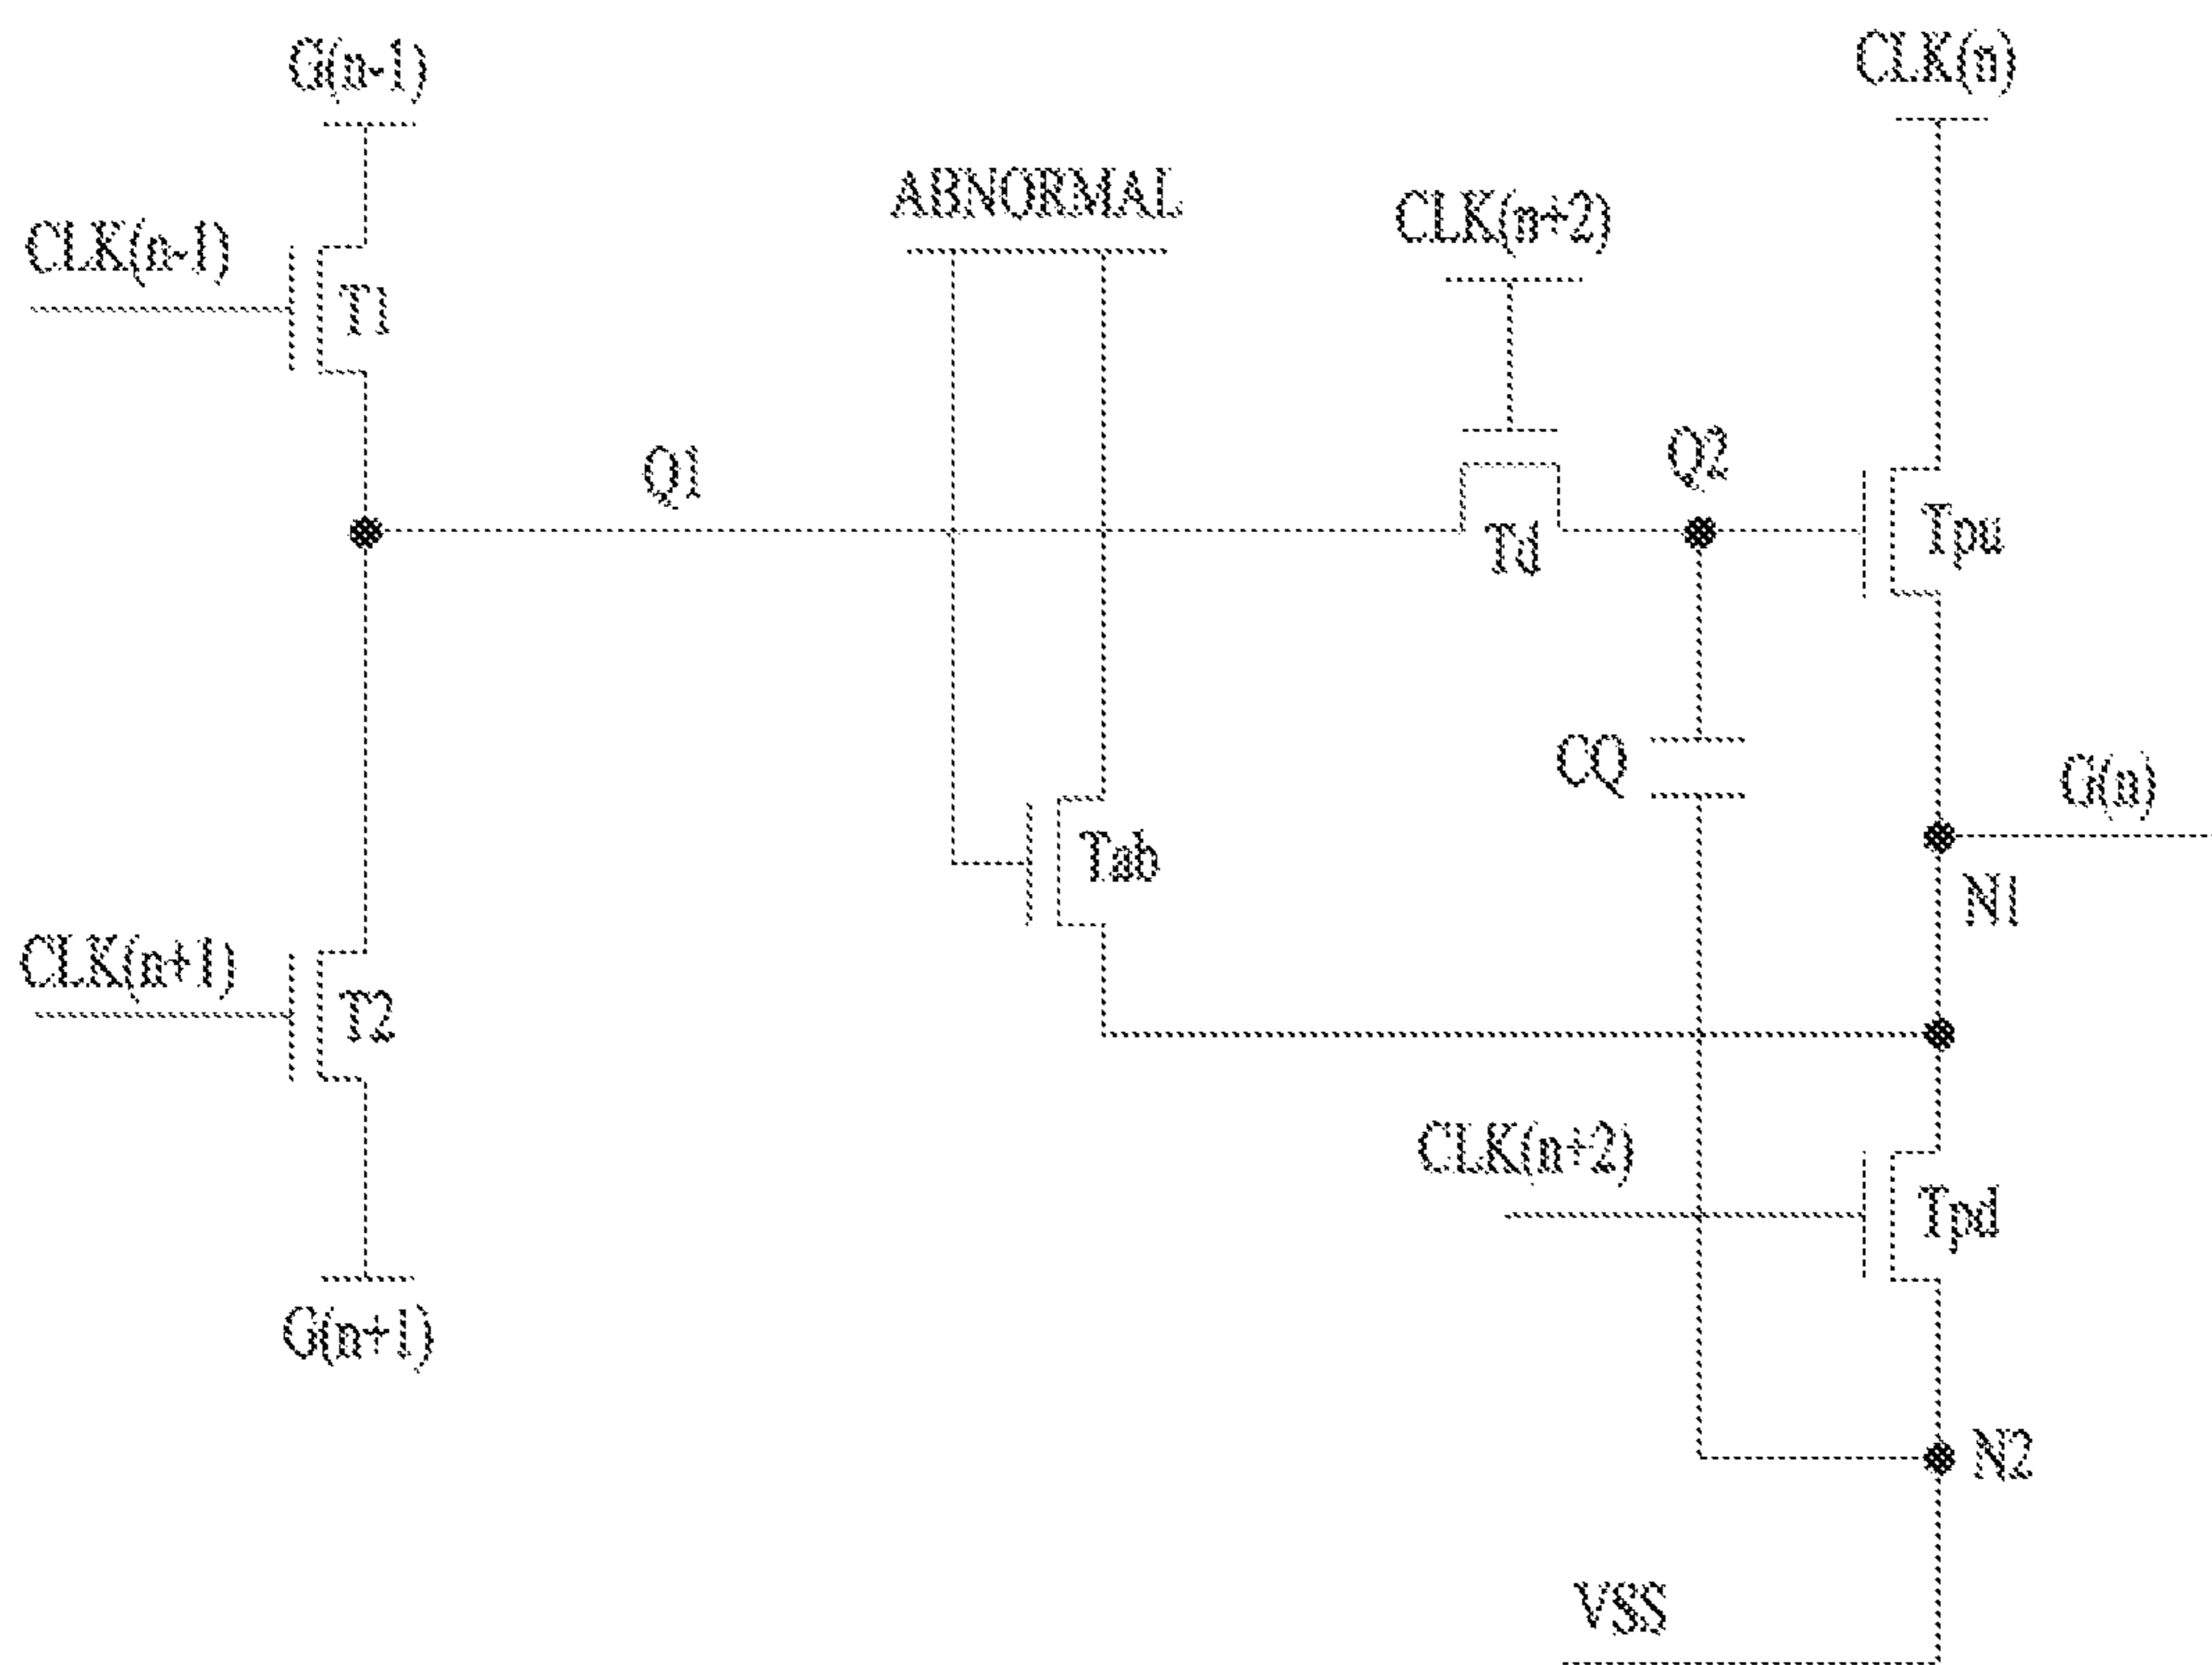 G(n-1)
CLK(n)
ABNORMAL
CLK(n+2)
CLK(n-1)
T1
Q1
Q2
Td
Tpu
CQ
G(n)
Tab
N1
CLK(n+1)
T2
CLK(n+2)
Tpd
G(n+1)
N2
VSS